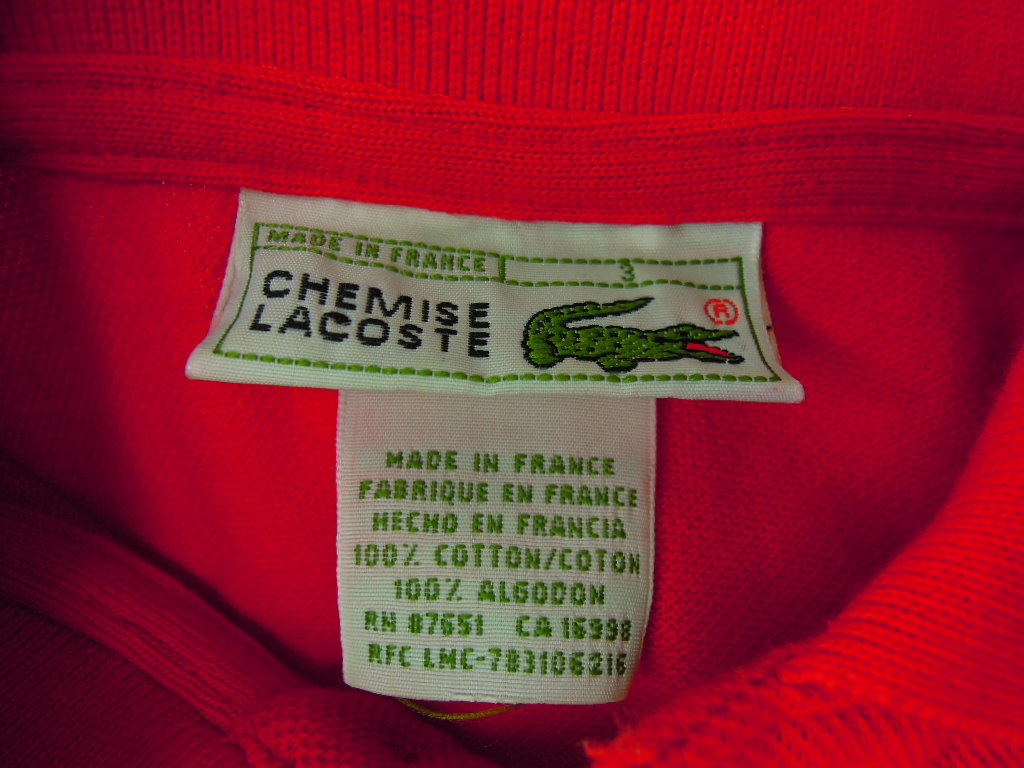 MADE IN FRANCE
3
CHEMISE
LACOSTE
®
MADE IN FRANCE
FABRIQUE EN FRANCE
HECHO EN FRANCIA
100% COTTON/COTON
100% ALGODON
RN 87651 CA 16998
RFC LMC-783106216